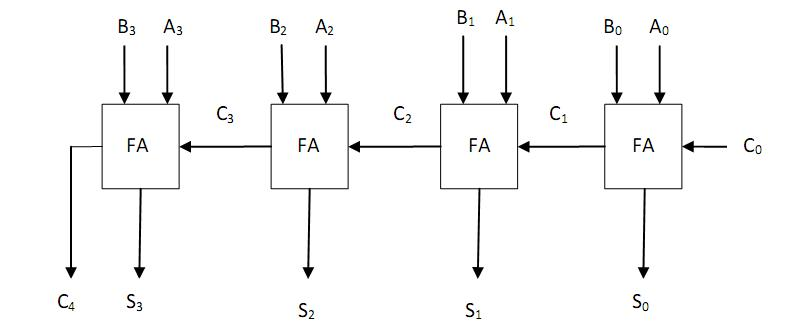 B₃ A₃ B₂ A₂ B₁ A₁ B₀ A₀
C₃ C₂ C₁
FA FA FA FA C₀
C₄ S₃ S₂ S₁ S₀